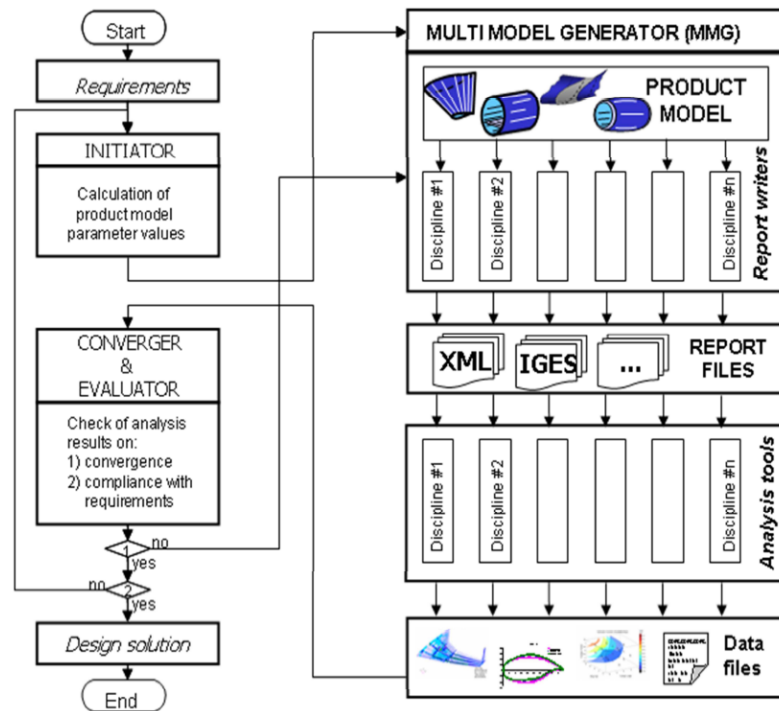 Start
Requirements
INITIATOR
Calculation of
product model
parameter values
CONVERGER
&
EVALUATOR
Check of analysis
results on:
1) convergence
2) compliance with
requirements
1
no
yes
no
2
yes
Design solution
End
MULTI MODEL GENERATOR (MMG)
PRODUCT
MODEL
Discipline #1
Discipline #2
Discipline #n
Report writers
XML
IGES
...
REPORT
FILES
Discipline #1
Discipline #2
Discipline #n
Analysis tools
Data
files